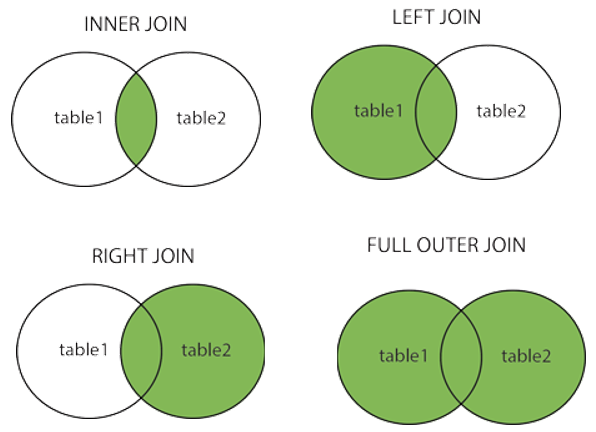 INNER JOIN
table1
table2
LEFT JOIN
table1
table2
RIGHT JOIN
table1
table2
FULL OUTER JOIN
table1
table2